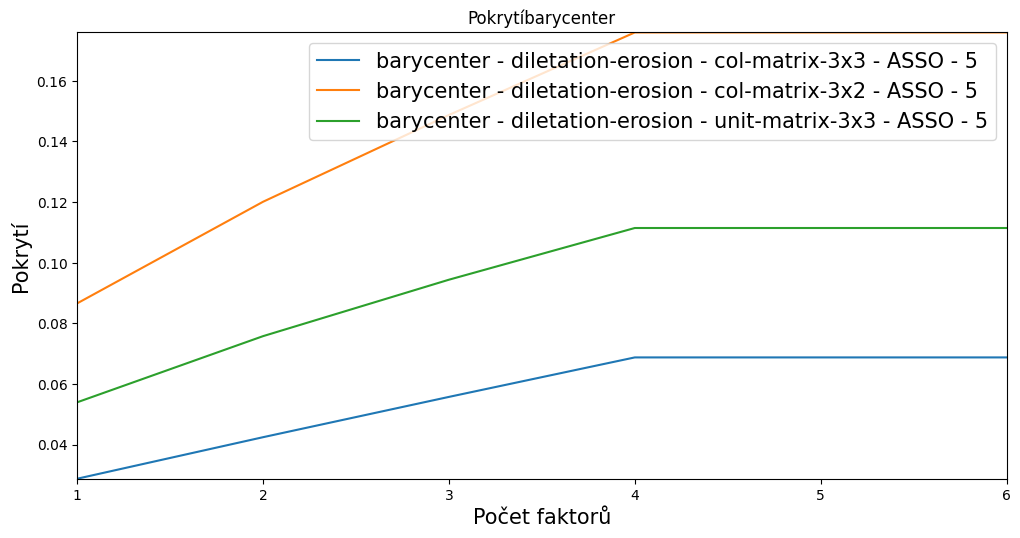 Pokrytíbarycenter
barycenter - diletation-erosion - col-matrix-3x3 - ASSO - 5
barycenter - diletation-erosion - col-matrix-3x2 - ASSO - 5
barycenter - diletation-erosion - unit-matrix-3x3 - ASSO - 5
Pokrytí
0.16
0.14
0.12
0.10
0.08
0.06
0.04
1 2 3 4 5 6
Počet faktorů